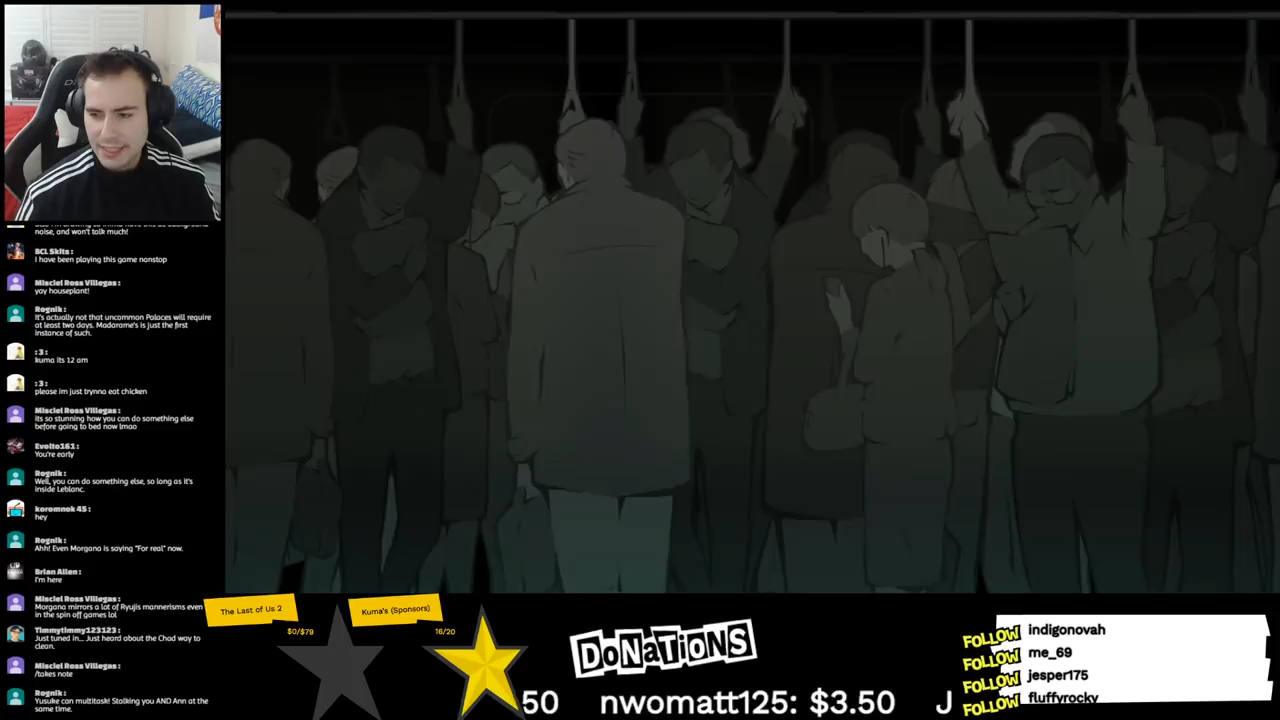 noise, and won't talk much!
BCL Skits :
I have been playing this game nonstop
Misciel Ross Villegas :
yay houseplant!
Rognik :
It's actually not that uncommon Palaces will require
at least two days. Madarame's is just the first
instance of such.
: 3 :
kuma its 12 am
: 3 :
please im just trynna eat chicken
Misciel Ross Villegas :
Its so stunning how you can do something else
before going to bed now lmao
Evolto161 :
You're early
Rognik :
Well, you can do something else, so long as it's
inside Leblanc.
koromnok 45 :
hey
Rognik :
Ahh! Even Morgana is saying "For real" now.
Brian Allen :
I'm here
Misciel Ross Villegas :
Morgana mirrors a lot of Ryujis mannerisms even
in the spin off games lol
Timmytimmy123123 :
Just tuned in... Just heard about the Chad way to
clean.
Misciel Ross Villegas :
/takes note
Rognik :
Yusuke can multitask! Stalking you AND Ann at the
same time.
The Last of Us 2
$0/$79
Kuma's (Sponsors)
16/20
DoNaTioNS
50 nwomatt125: $3.50 J
FOLLOW indigonovah
FOLLOW me_69
FOLLOW jesper175
FOLLOW fluffyrocky